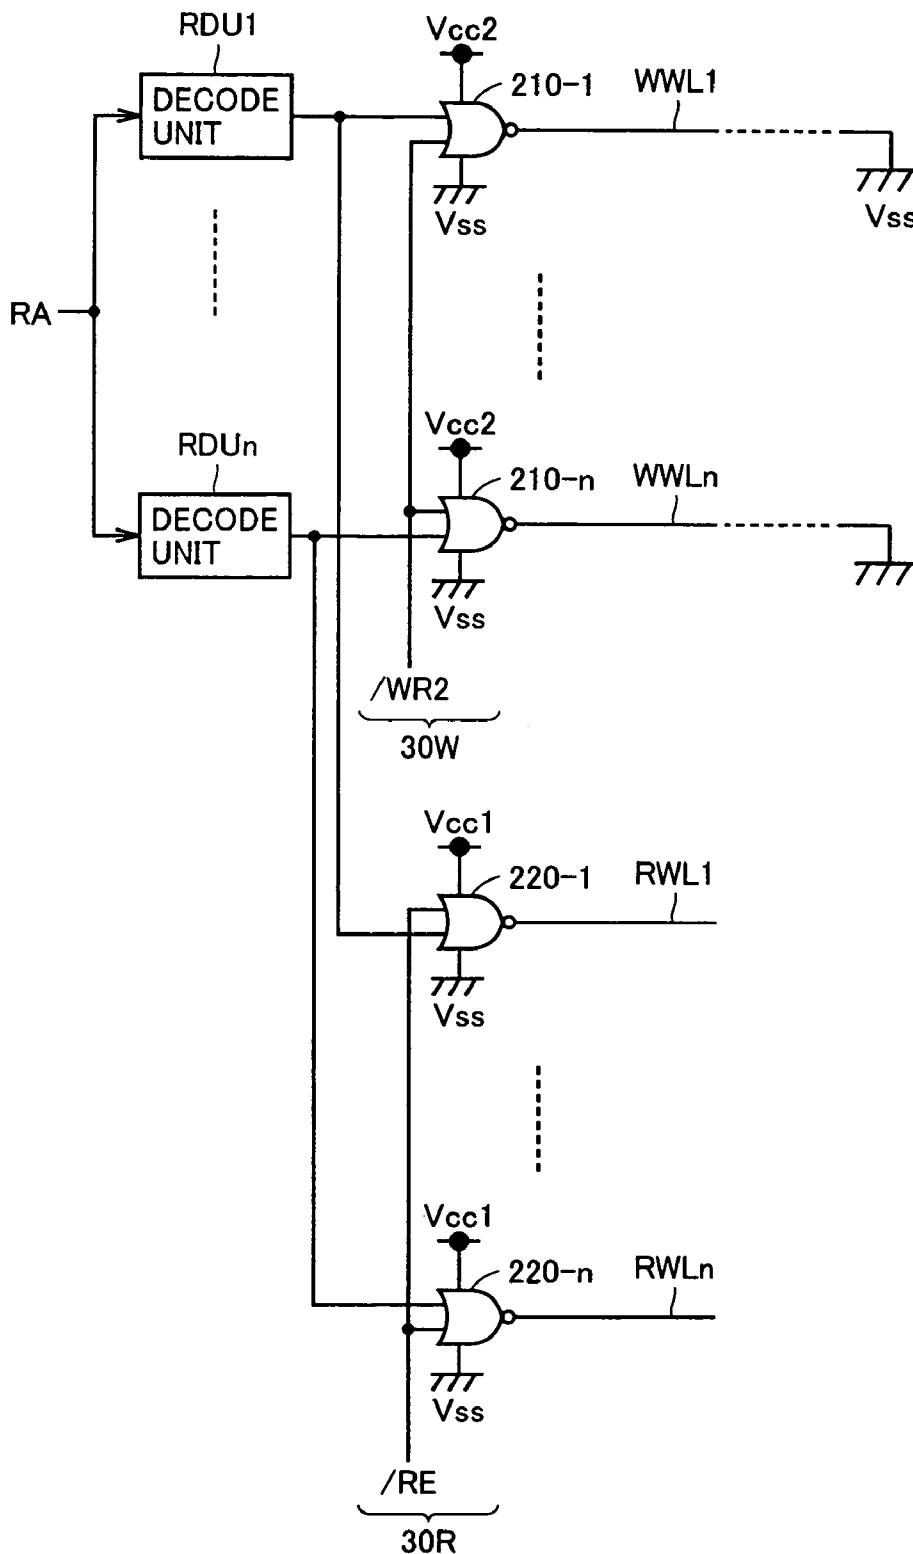 RDU1
Vcc2
DECODE
UNIT
210-1
WWL1
Vss
Vss
RA
RDUn
Vcc2
DECODE
UNIT
210-n
WWLn
Vss
/WR2
30W
Vcc1
220-1
RWL1
Vss
Vcc1
220-n
RWLn
Vss
/RE
30R